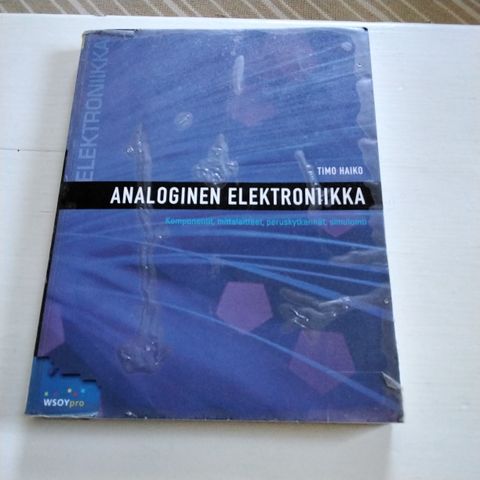 ELEKTRONIIKKA
TIMO HAIKO
ANALOGINEN ELEKTRONIIKKA
Komponentit, mittalaitteet, peruskytkennät, simulointi
WSOYpro